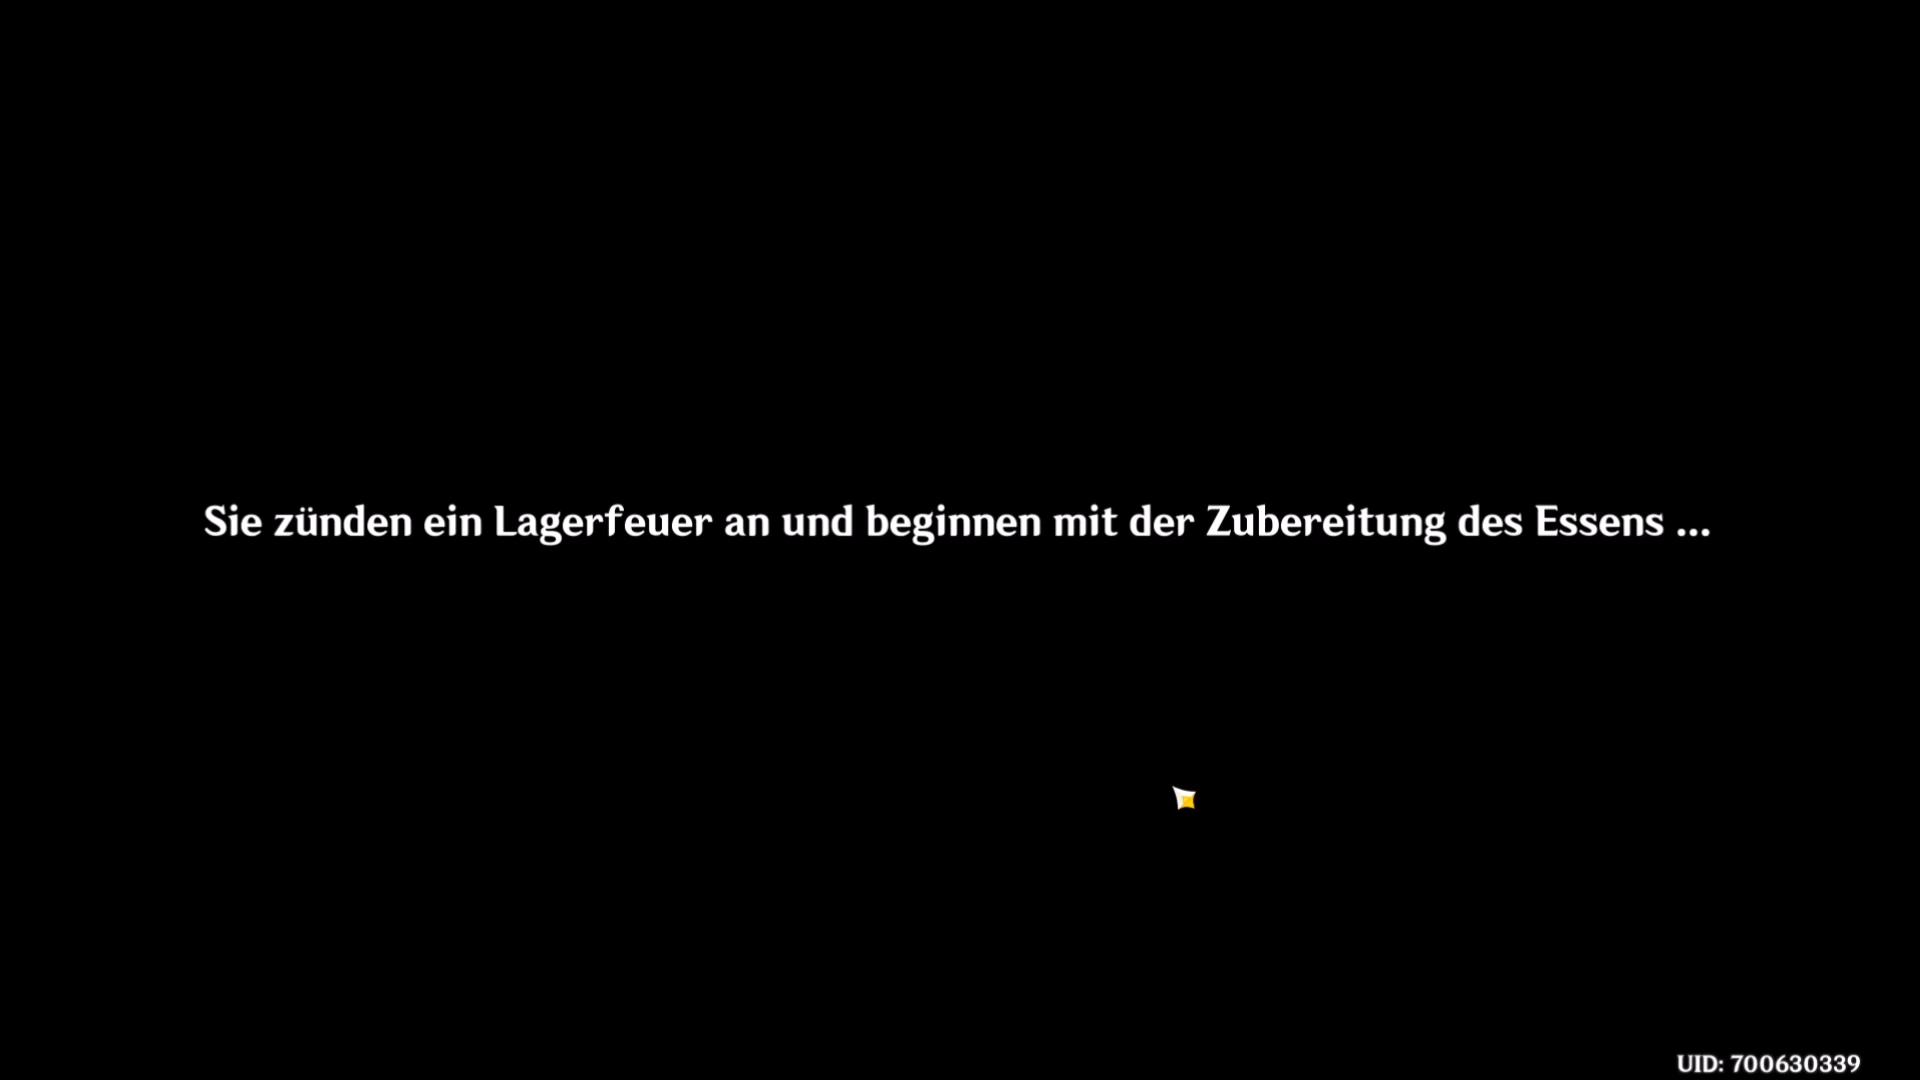 Sie zünden ein Lagerfeuer an und beginnen mit der Zubereitung des Essens ...
UID: 700630339